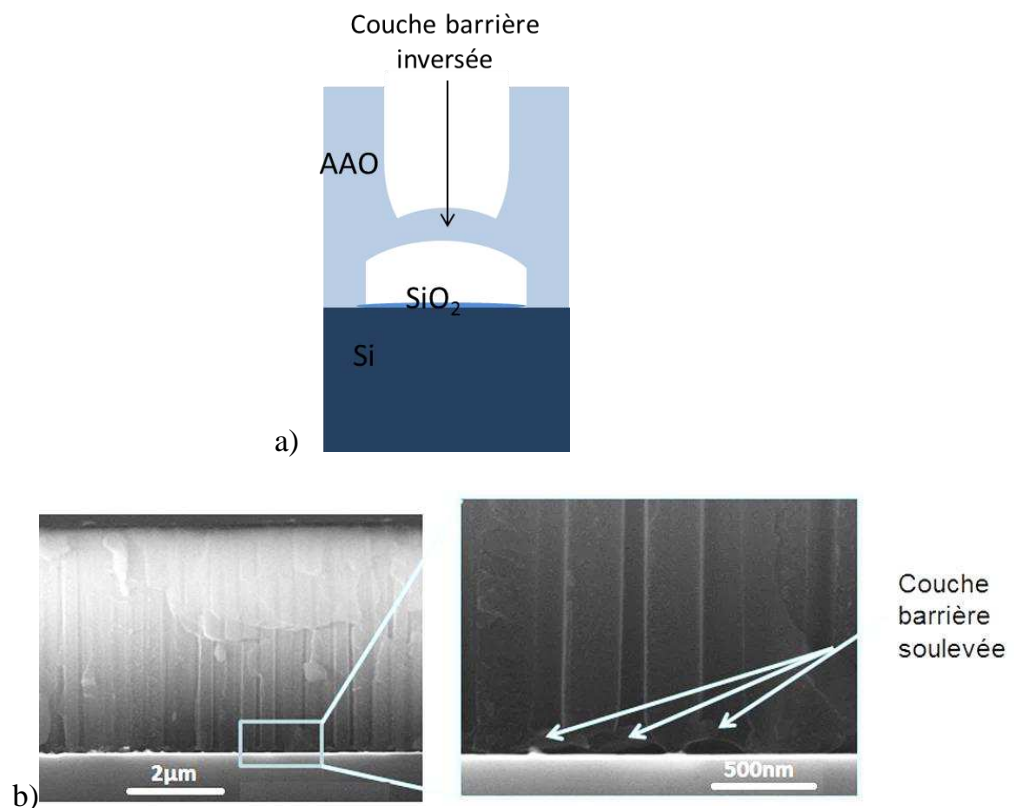 Couche barrière
inversée
AAO
SiO₂
Si
a)
2μm
500nm
Couche
barrière
soulevée
b)